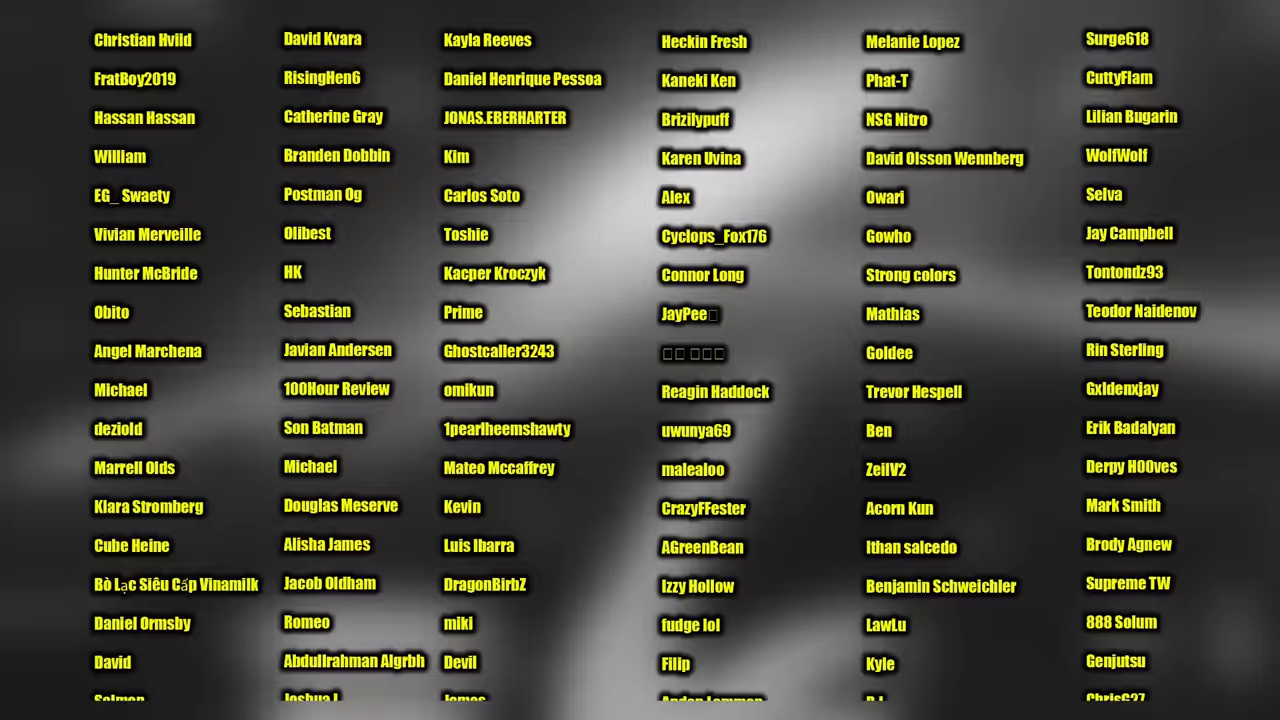 Christian Hviid
FratBoy2019
Hassan Hassan
William
EG_ Swaety
Vivian Merveille
Hunter McBride
Obito
Angel Marchena
Michael
deziold
Marrell Olds
Klara Stromberg
Cube Heine
Bò Lạc Siêu Cấp Vinamilk
Daniel Ormsby
David
David Kvara
RisingHen6
Catherine Gray
Branden Dobbin
Postman Og
Olibest
HK
Sebastian
Javian Andersen
100Hour Review
Son Batman
Michael
Douglas Meserve
Alisha James
Jacob Oldham
Romeo
Abdullrahman Algrbh
Kayla Reeves
Daniel Henrique Pessoa
JONAS.EBERHARTER
Kim
Carlos Soto
Toshie
Kacper Kroczyk
Prime
Ghostcaller3243
omikun
1pearlheemshawty
Mateo Mccaffrey
Kevin
Luis Ibarra
DragonBirbZ
miki
Devil
Heckin Fresh
Kaneki Ken
Brizilypuff
Karen Uvina
Alex
Cyclops_Fox176
Connor Long
JayPee
Reagin Haddock
uwunya69
malealoo
CrazyFFester
AGreenBean
Izzy Hollow
fudge lol
Filip
Melanie Lopez
Phat-T
NSG Nitro
David Olsson Wennberg
Owari
Gowho
Strong colors
Mathias
Goldee
Trevor Hespell
Ben
ZeilV2
Acorn Kun
Ithan salcedo
Benjamin Schweichler
LawLu
Kyle
Surge618
CuttyFlam
Lilian Bugarin
WolfWolf
Selva
Jay Campbell
Tontondz93
Teodor Naidenov
Rin Sterling
Gxldenxjay
Erik Badalyan
Derpy H00ves
Mark Smith
Brody Agnew
Supreme TW
888 Solum
Genjutsu